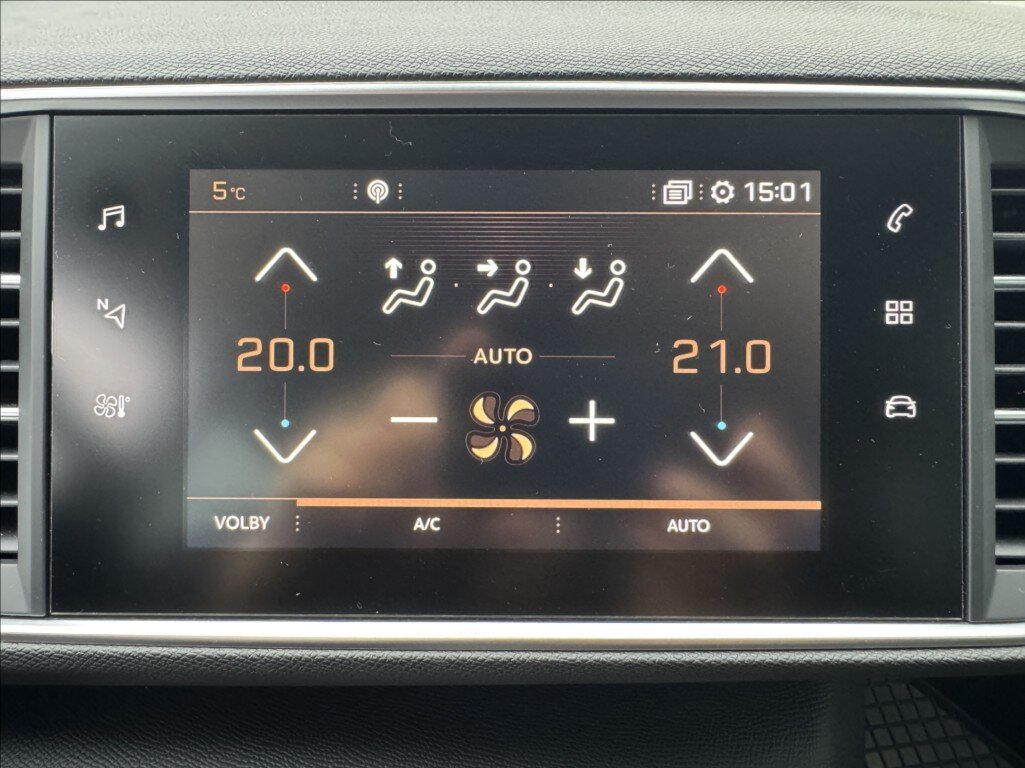 5°C 15:01
N
20.0 AUTO 21.0
VOLBY A/C AUTO